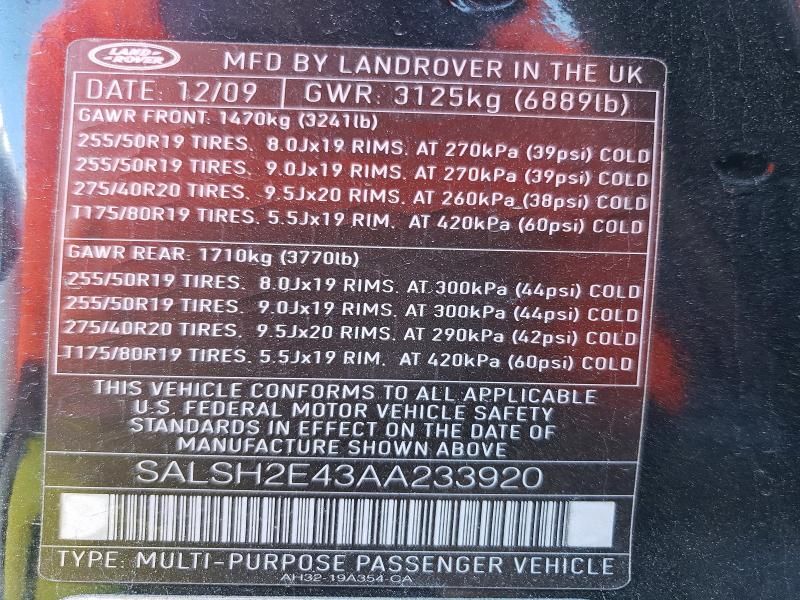 LAND-
-ROVER
MFD BY LANDROVER IN THE UK
DATE: 12/09 GWR: 3125kg (6889lb)
GAWR FRONT: 1470kg (3241lb)
255/50R19 TIRES. 8.0Jx19 RIMS. AT 270kPa (39psi) COLD
255/50R19 TIRES. 9.0Jx19 RIMS. AT 270kPa (39psi) COLD
275/40R20 TIRES. 9.5Jx20 RIMS. AT 260kPa (38psi) COLD
T175/80R19 TIRES. 5.5Jx19 RIM. AT 420kPa (60psi) COLD
GAWR REAR: 1710kg (3770lb)
255/50R19 TIRES. 8.0Jx19 RIMS. AT 300kPa (44psi) COLD
255/50R19 TIRES. 9.0Jx19 RIMS. AT 300kPa (44psi) COLD
275/40R20 TIRES. 9.5Jx20 RIMS. AT 290kPa (42psi) COLD
T175/80R19 TIRES. 5.5Jx19 RIM. AT 420kPa (60psi) COLD
THIS VEHICLE CONFORMS TO ALL APPLICABLE
U.S. FEDERAL MOTOR VEHICLE SAFETY
STANDARDS IN EFFECT ON THE DATE OF
MANUFACTURE SHOWN ABOVE
SALSH2E43AA233920
TYPE: MULTI-PURPOSE PASSENGER VEHICLE
AH32-19A354-CA